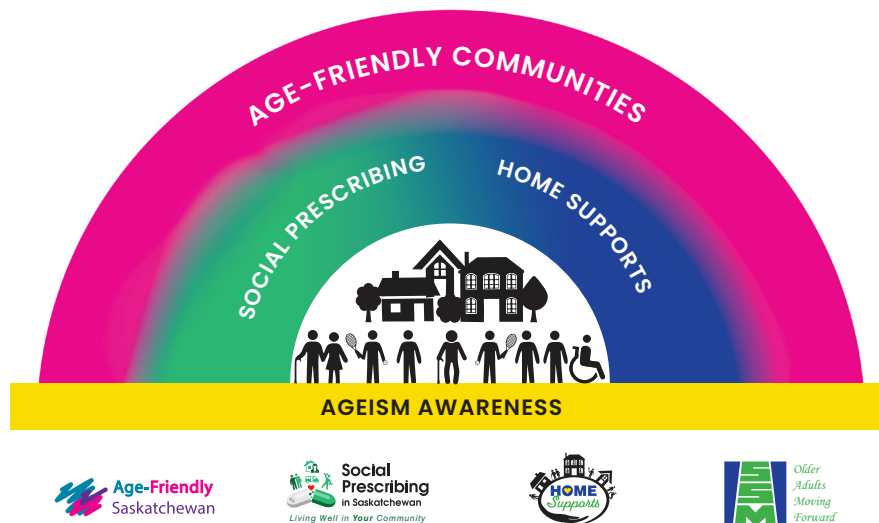 AGE-FRIENDLY COMMUNITIES
SOCIAL PRESCRIBING
HOME SUPPORTS
AGEISM AWARENESS
Age-Friendly
Saskatchewan
Social
Prescribing
in Saskatchewan
Living Well in Your Community
HOME
Supports
SSM
Older
Adults
Moving
Forward